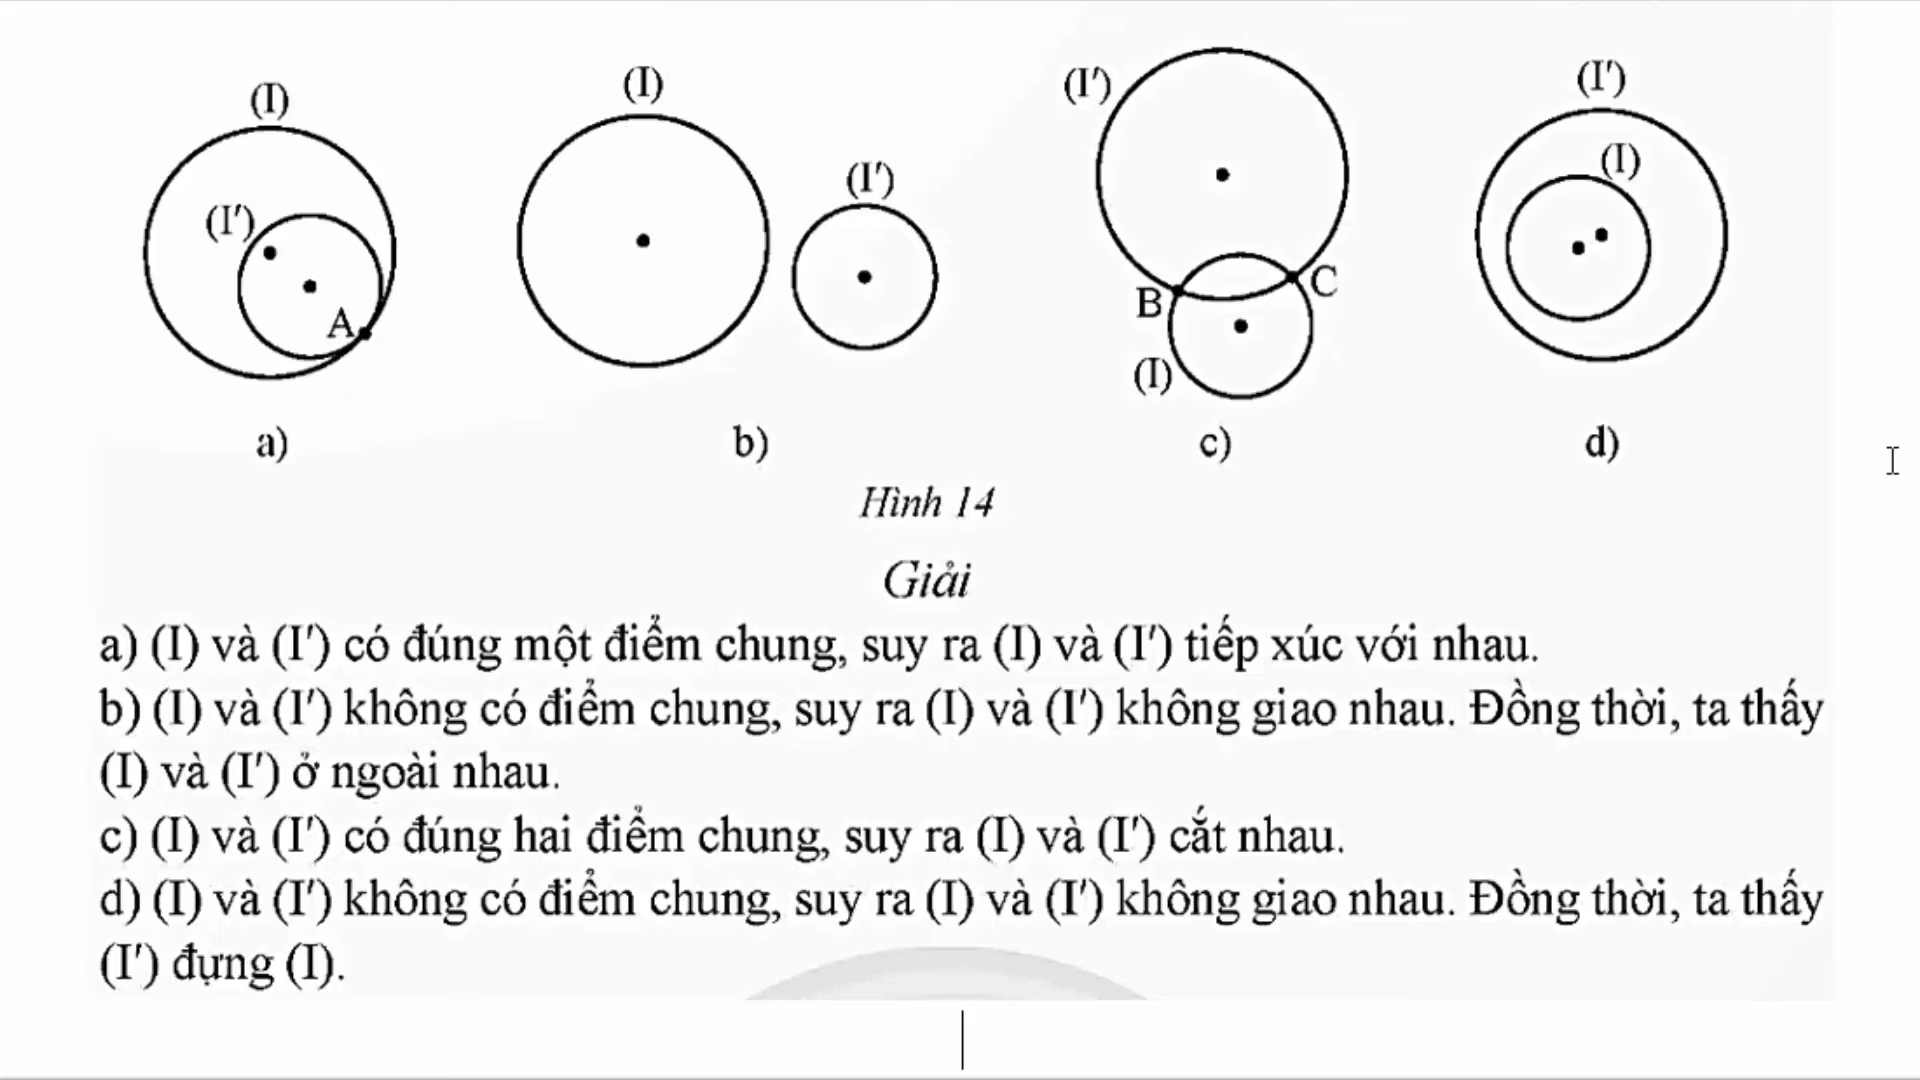 (I) (I) (I') (I')
(I') (I') (I)
A B C
(I)
a) b) c) d)
Hình 14
Giải
a) (I) và (I') có đúng một điểm chung, suy ra (I) và (I') tiếp xúc với nhau.
b) (I) và (I') không có điểm chung, suy ra (I) và (I') không giao nhau. Đồng thời, ta thấy
(I) và (I') ở ngoài nhau.
c) (I) và (I') có đúng hai điểm chung, suy ra (I) và (I') cắt nhau.
d) (I) và (I') không có điểm chung, suy ra (I) và (I') không giao nhau. Đồng thời, ta thấy
(I') đựng (I).